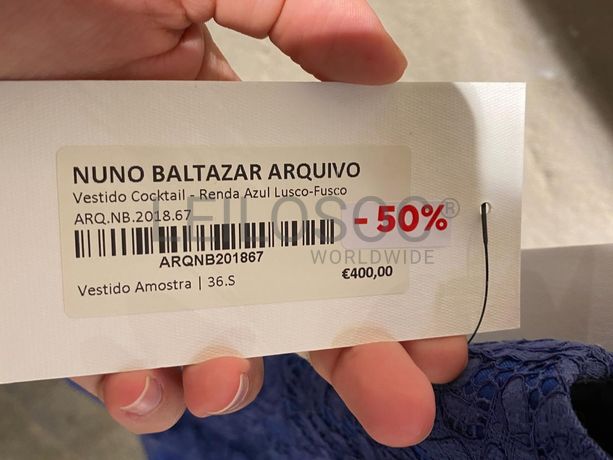 NUNO BALTAZAR ARQUIVO
Vestido Cocktail - Renda Azul Lusco-Fusco
ARQ.NB.2018.67
- 50%
LEILOSOC®
WORLDWIDE
ARQNB201867
€400,00
Vestido Amostra | 36.S